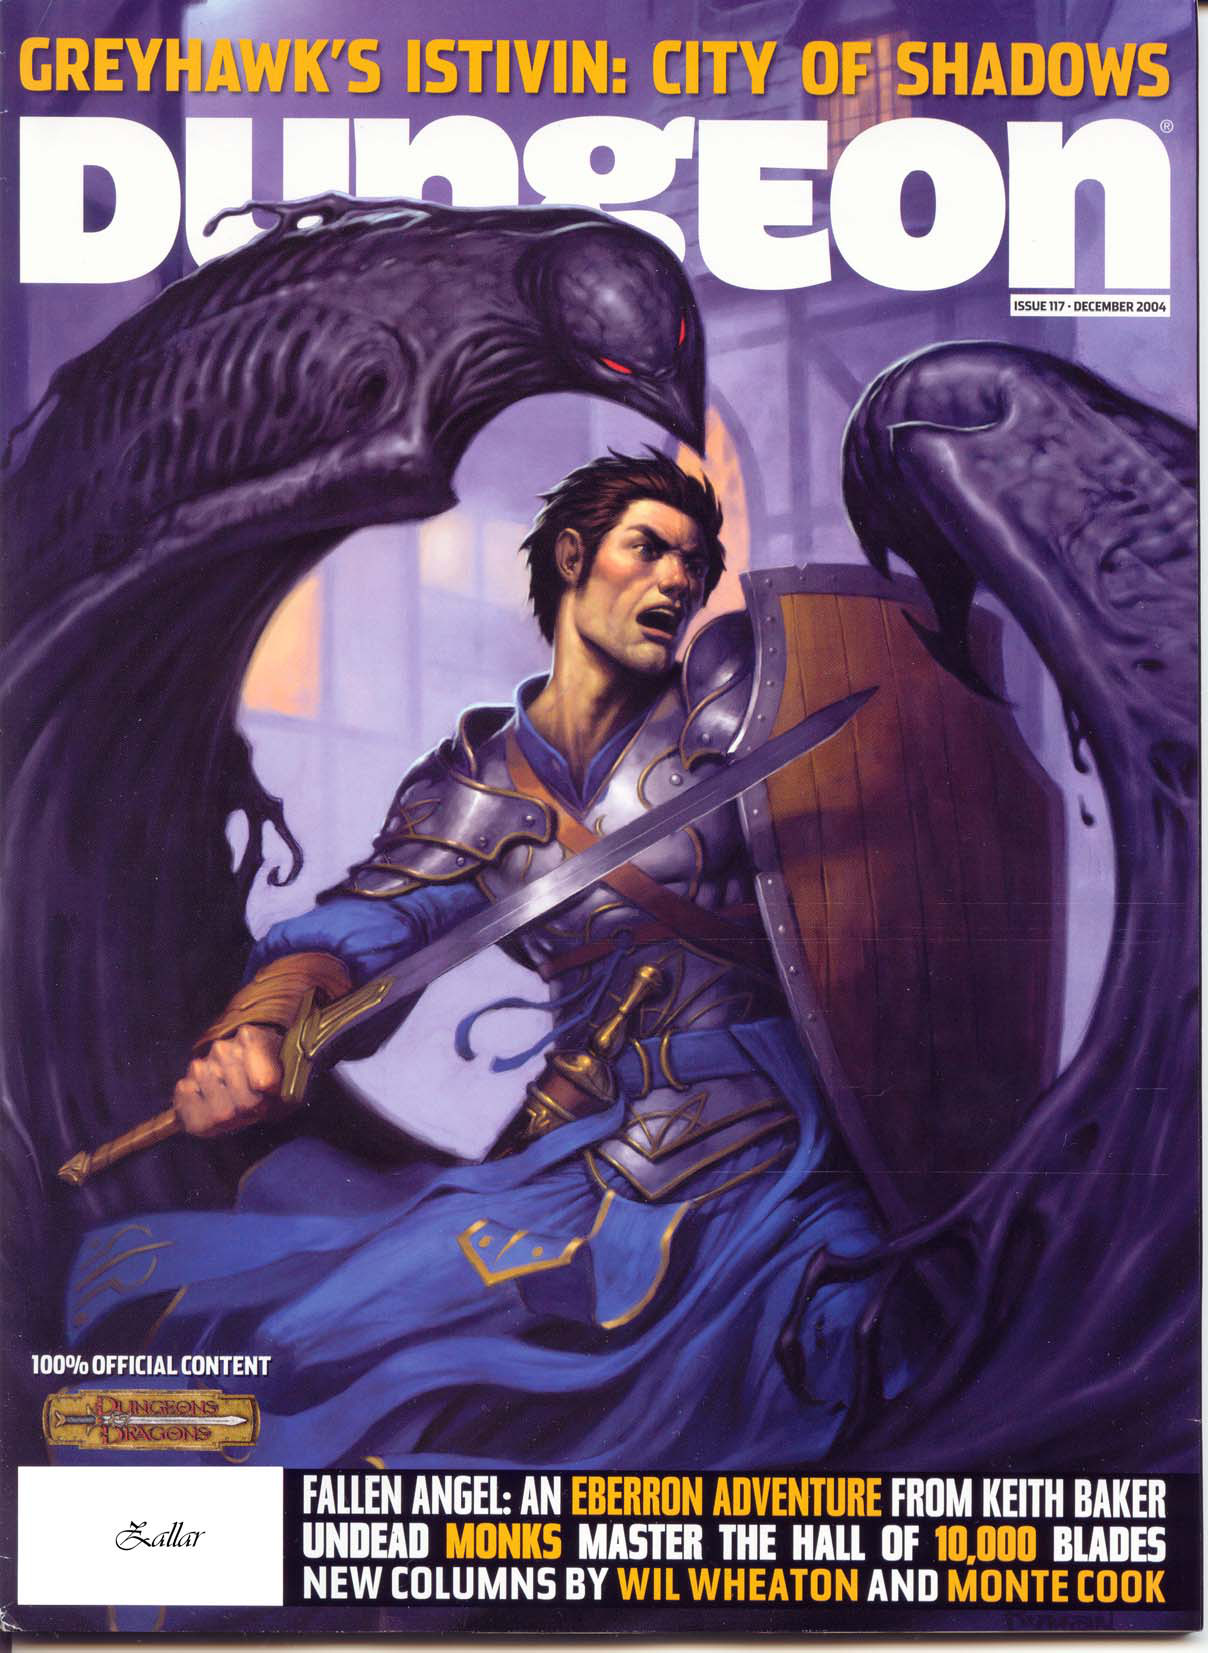 GREYHAWK'S ISTIVIN: CITY OF SHADOWS
DUNGEON®
ISSUE 117 · DECEMBER 2004
100% OFFICIAL CONTENT
DUNGEONS
DRAGONS
Zallar
FALLEN ANGEL: AN EBERRON ADVENTURE FROM KEITH BAKER
UNDEAD MONKS MASTER THE HALL OF 10,000 BLADES
NEW COLUMNS BY WIL WHEATON AND MONTE COOK